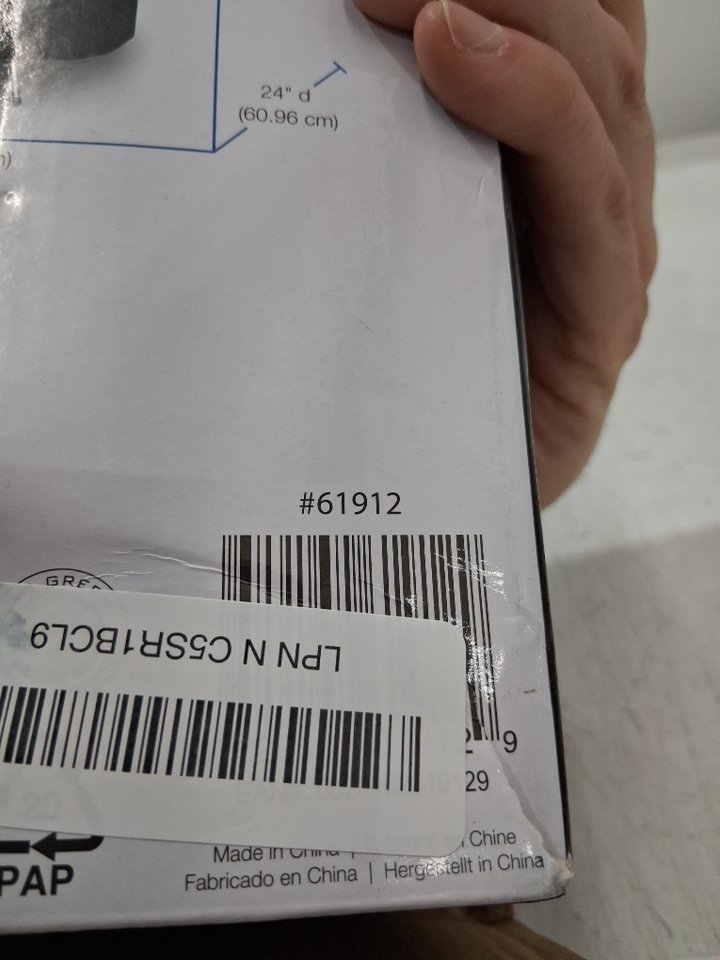 24" d
(60.96 cm)
#61912
LPN N C5SR1BCL9
9
29
Made in China |
Chine
Fabricado en China | Hergestellt in China
PAP